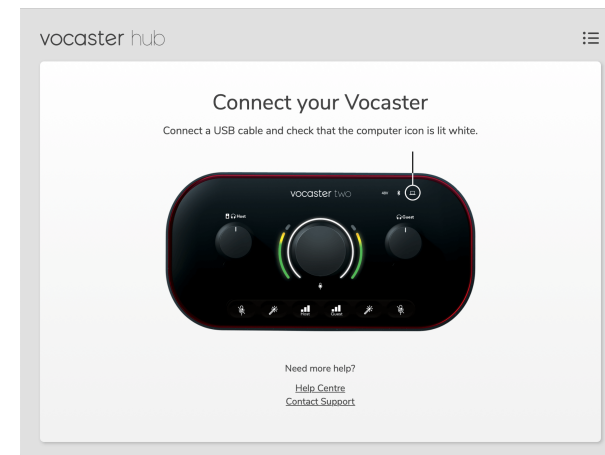 vocaster hub
Connect your Vocaster
Connect a USB cable and check that the computer icon is lit white.
vocaster two
48V
Host
Guest
Host
Guest
Need more help?
Help Centre
Contact Support